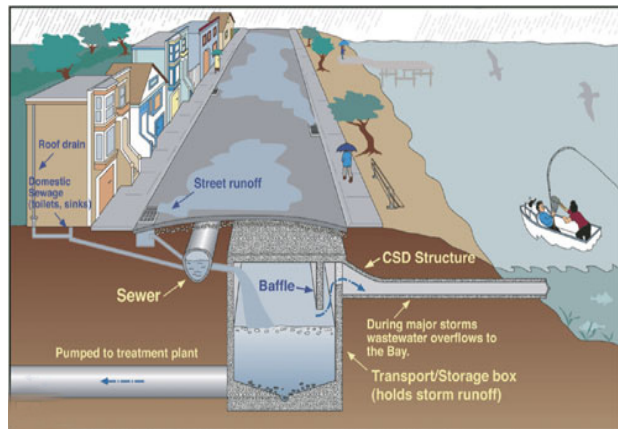 Roof drain
Domestic
Sewage
(toilets, sinks)
Street runoff
Sewer
Baffle
CSD Structure
During major storms
wastewater overflows to
the Bay.
Pumped to treatment plant
Transport/Storage box
(holds storm runoff)